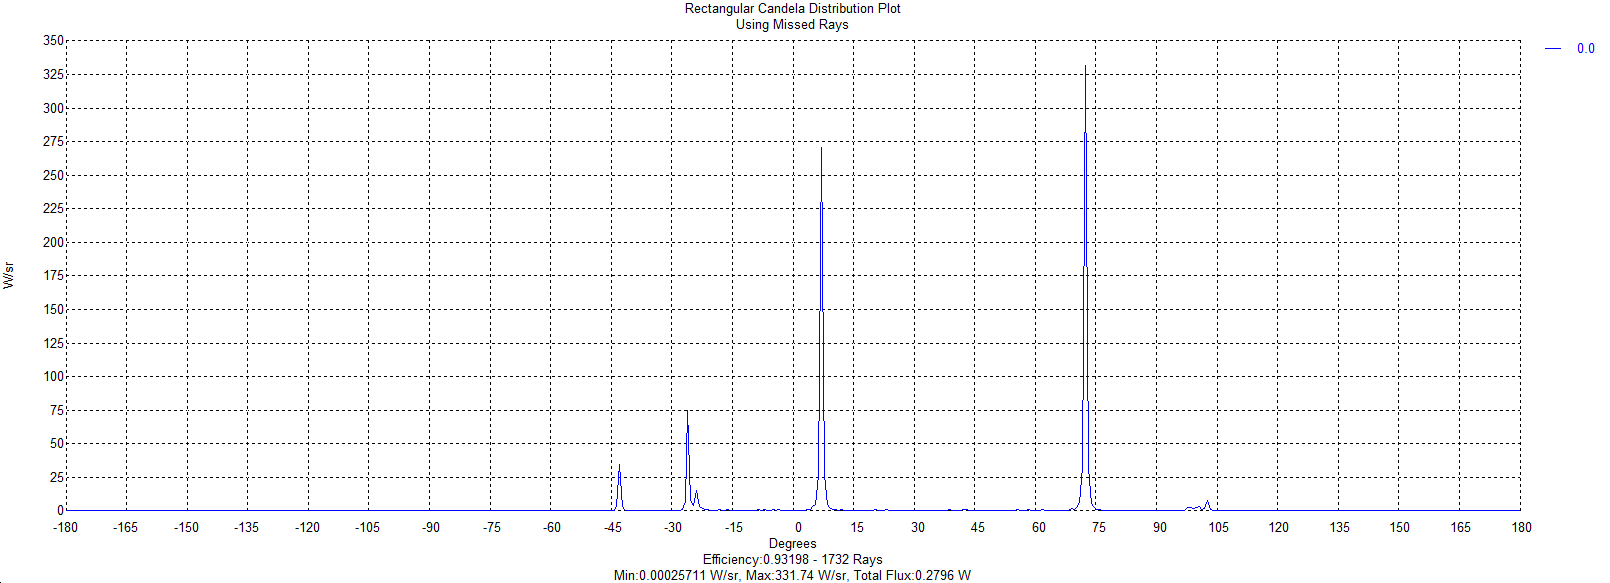 Rectangular Candela Distribution Plot
Using Missed Rays
350
325
300
275
250
225
200
175
150
125
100
75
50
25
0
W/sr
0.0
-180 -165 -150 -135 -120 -105 -90 -75 -60 -45 -30 -15 0 15 30 45 60 75 90 105 120 135 150 165 180
Degrees
Efficiency:0.93198 - 1732 Rays
Min:0.00025711 W/sr, Max:331.74 W/sr, Total Flux:0.2796 W